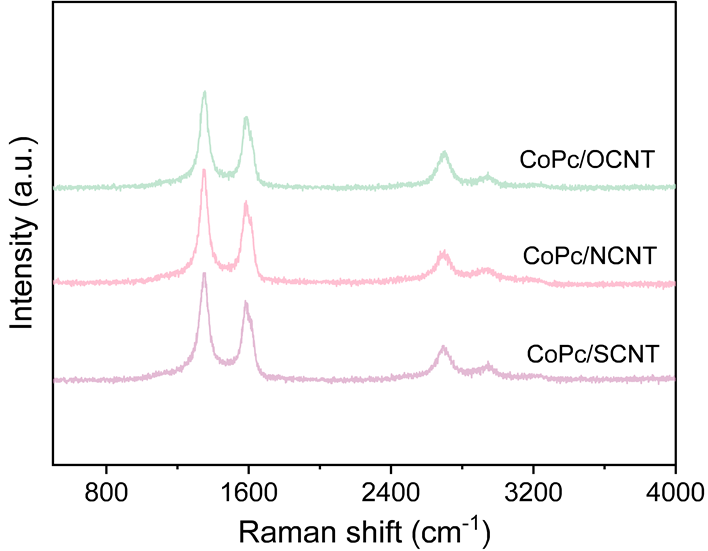 CoPc/OCNT
CoPc/NCNT
CoPc/SCNT
Intensity (a.u.)
800 1600 2400 3200 4000
Raman shift (cm⁻¹)